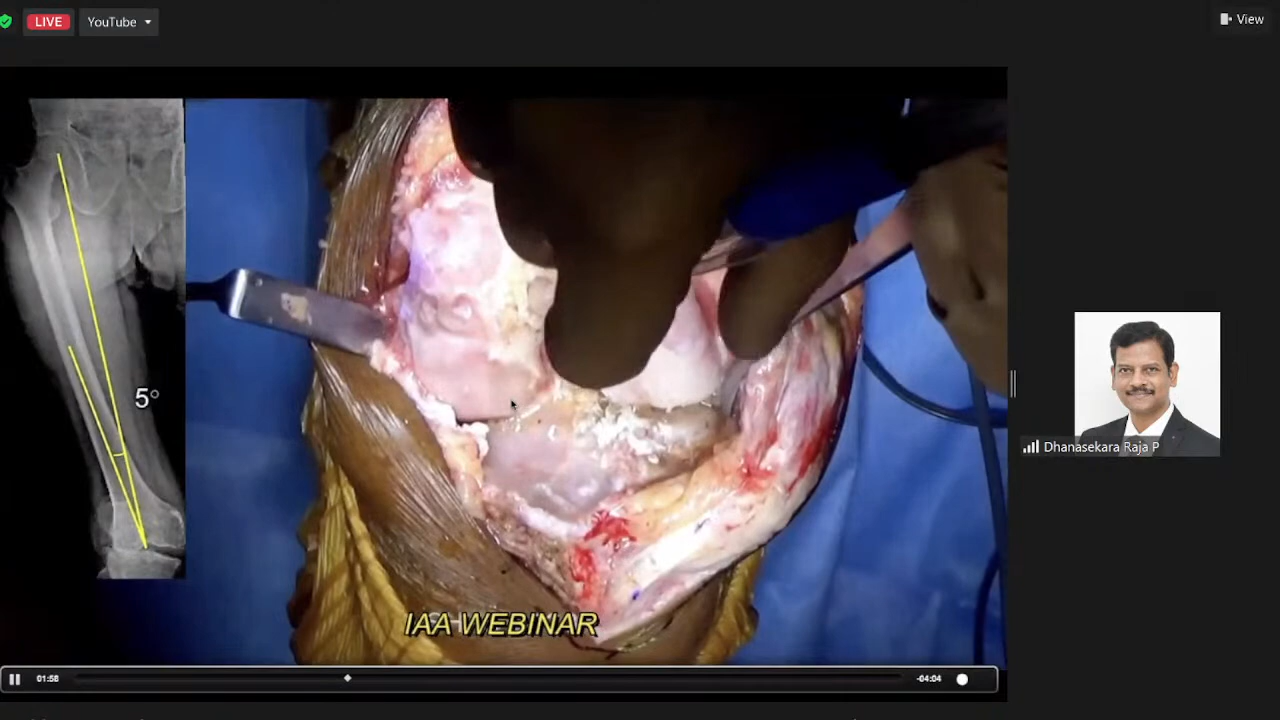 LIVE
YouTube
View
5°
Dhanasekara Raja P
IAA WEBINAR
01:58
-04:04